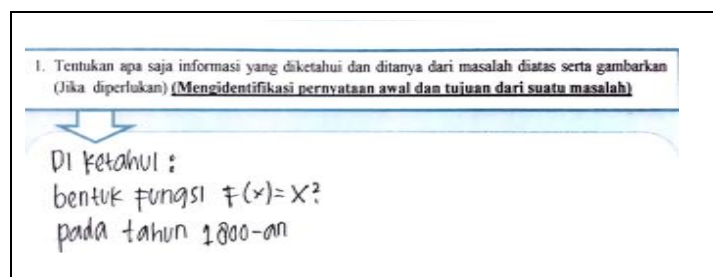 1. Tentukan apa saja informasi yang diketahui dan ditanya dari masalah diatas serta gambarkan
(Jika diperlukan) (Mengidentifikasi pernyataan awal dan tujuan dari suatu masalah)
Di ketahui :
bentuk fungsi f(x)=x²
pada tahun 1800-an